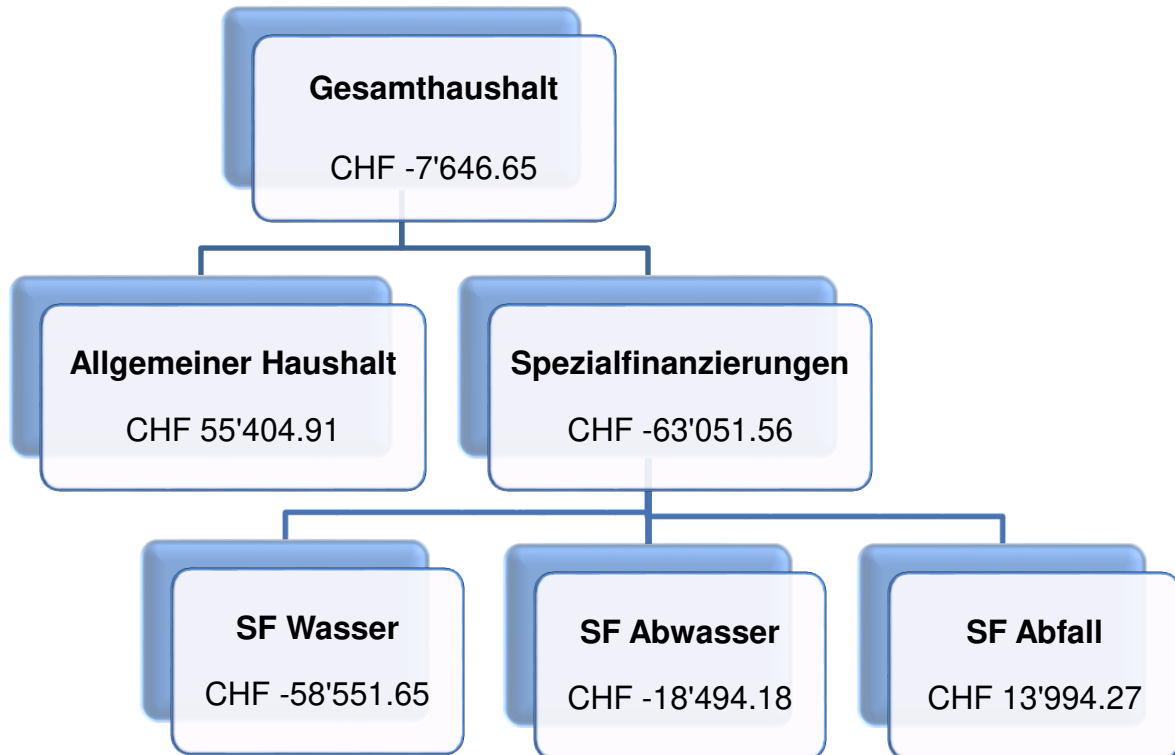 Gesamthaushalt
CHF -7'646.65
Allgemeiner Haushalt
CHF 55'404.91
Spezialfinanzierungen
CHF -63'051.56
SF Wasser
CHF -58'551.65
SF Abwasser
CHF -18'494.18
SF Abfall
CHF 13'994.27